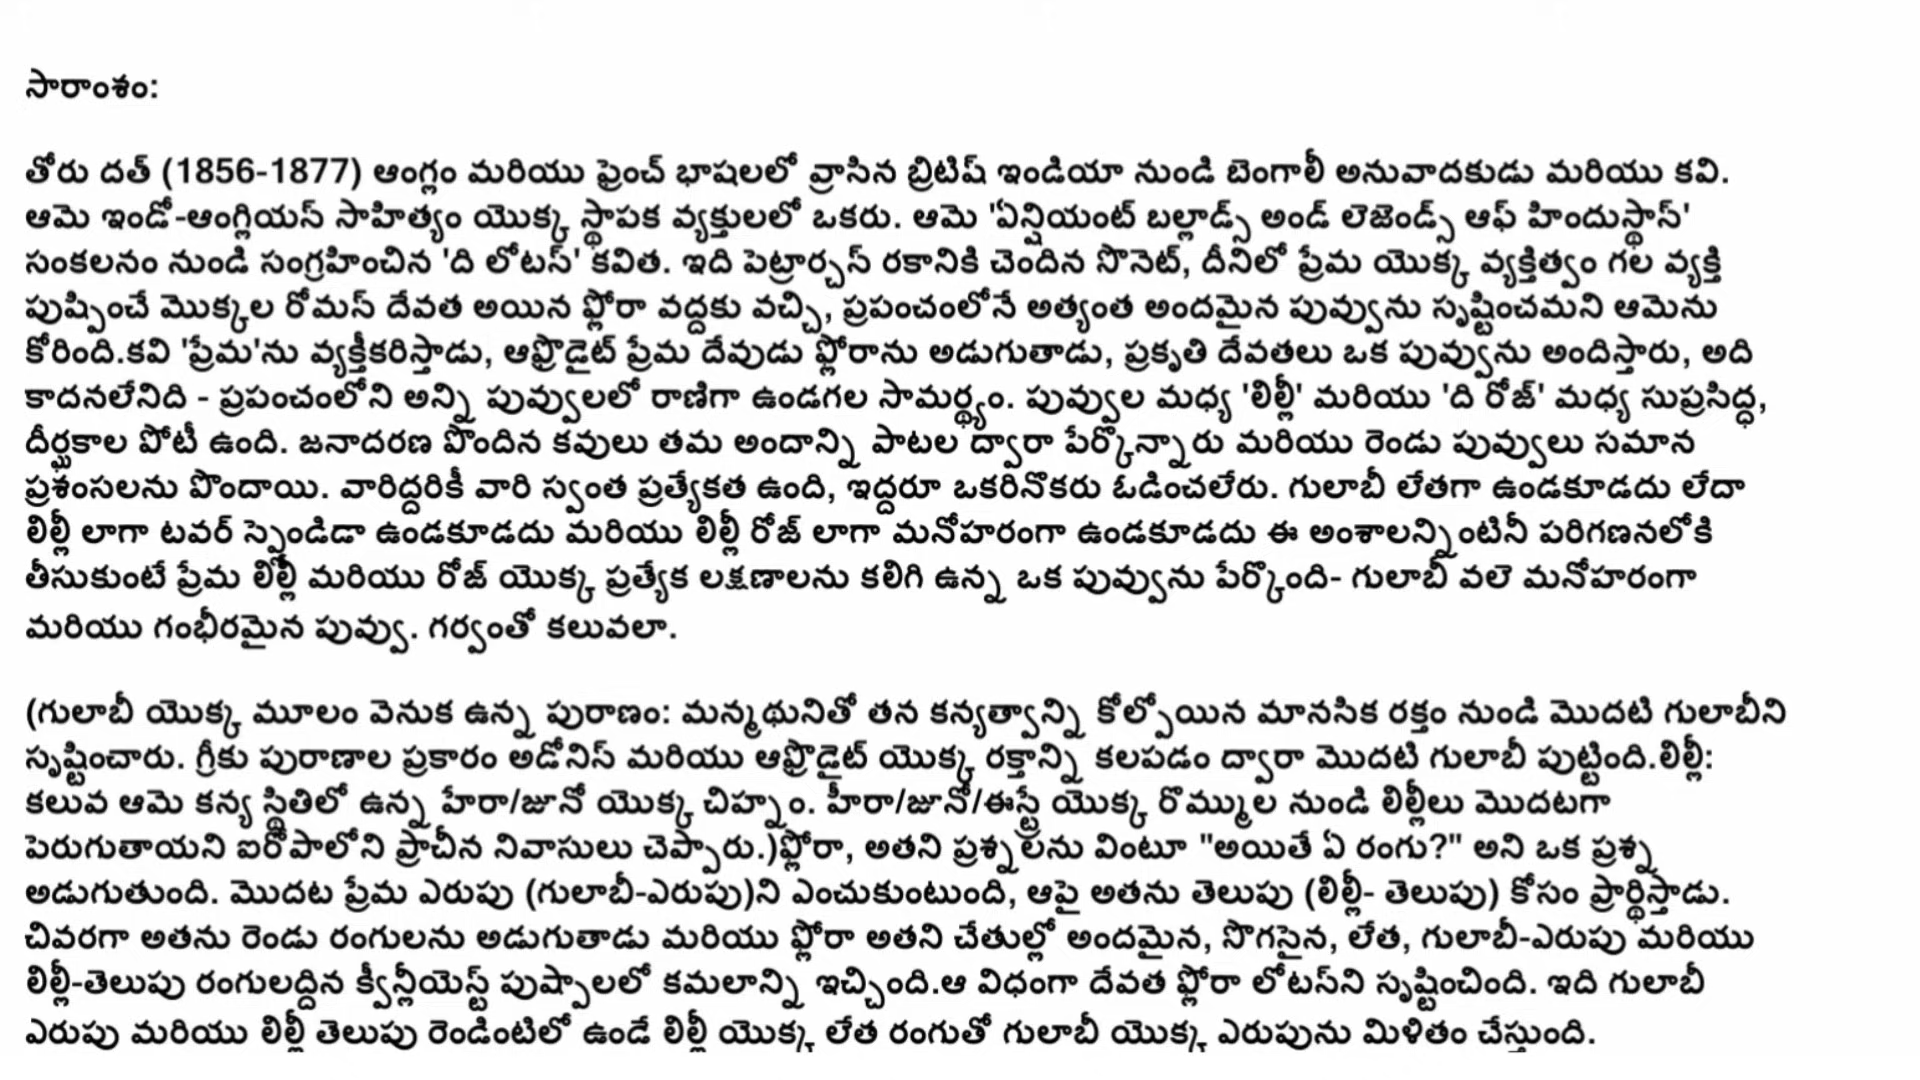 సారాంశం:
తోరు దత్ (1856-1877) ఆంగ్లం మరియు ఫ్రెంచ్ భాషలలో వ్రాసిన బ్రిటిష్ ఇండియా నుండి బెంగాలీ అనువాదకుడు మరియు కవి.
ఆమె ఇండో-ఆంగ్లియన్ సాహిత్యం యొక్క స్థాపక వ్యక్తులలో ఒకరు. ఆమె 'ఏన్షియంట్ బల్లాడ్స్ అండ్ లెజెండ్స్ ఆఫ్ హిందుస్థాన్'
సంకలనం నుండి సంగ్రహించిన 'ది లోటస్' కవిత. ఇది పెట్రార్చన్ రకానికి చెందిన సొనెట్, దీనిలో ప్రేమ యొక్క వ్యక్తిత్వం గల వ్యక్తి
పుష్పించే మొక్కల రోమన్ దేవత అయిన ఫ్లోరా వద్దకు వచ్చి, ప్రపంచంలోనే అత్యంత అందమైన పువ్వును సృష్టించమని ఆమెను
కోరింది.కవి 'ప్రేమ'ను వ్యక్తీకరిస్తాడు, ఆఫ్రొడైట్ ప్రేమ దేవుడు ఫ్లోరాను అడుగుతాడు, ప్రకృతి దేవతలు ఒక పువ్వును అందిస్తారు, అది
కాదనలేనిది - ప్రపంచంలోని అన్ని పువ్వులలో రాణిగా ఉండగల సామర్థ్యం. పువ్వుల మధ్య 'లిల్లీ' మరియు 'ది రోజ్' మధ్య సుప్రసిద్ధ,
దీర్ఘకాల పోటీ ఉంది. జనాదరణ పొందిన కవులు తమ అందాన్ని పాటల ద్వారా పేర్కొన్నారు మరియు రెండు పువ్వులు సమాన
ప్రశంసలను పొందాయి. వారిద్దరికీ వారి స్వంత ప్రత్యేకత ఉంది, ఇద్దరూ ఒకరినొకరు ఓడించలేరు. గులాబీ లేతగా ఉండకూడదు లేదా
లిల్లీ లాగా టవర్ స్ప్లెండిడా ఉండకూడదు మరియు లిల్లీ రోజ్ లాగా మనోహరంగా ఉండకూడదు ఈ అంశాలన్నింటినీ పరిగణనలోకి
తీసుకుంటే ప్రేమ లిల్లీ మరియు రోజ్ యొక్క ప్రత్యేక లక్షణాలను కలిగి ఉన్న ఒక పువ్వును పేర్కొంది- గులాబీ వలె మనోహరంగా
మరియు గంభీరమైన పువ్వు. గర్వంతో కలువలా.
(గులాబీ యొక్క మూలం వెనుక ఉన్న పురాణం: మన్మథునితో తన కన్యత్వాన్ని కోల్పోయిన మానసిక రక్తం నుండి మొదటి గులాబీని
సృష్టించారు. గ్రీకు పురాణాల ప్రకారం అడోనిస్ మరియు ఆఫ్రొడైట్ యొక్క రక్తాన్ని కలపడం ద్వారా మొదటి గులాబీ పుట్టింది.లిల్లీ:
కలువ ఆమె కన్య స్థితిలో ఉన్న హేరా/జూనో యొక్క చిహ్నం. హీరా/జూనో/ఈస్ట్రే యొక్క రొమ్ముల నుండి లిల్లీలు మొదటగా
పెరుగుతాయని ఐరోపాలోని ప్రాచీన నివాసులు చెప్పారు.)ఫ్లోరా, అతని ప్రశ్నలను వింటూ "అయితే ఏ రంగు?" అని ఒక ప్రశ్న
అడుగుతుంది. మొదట ప్రేమ ఎరుపు (గులాబీ-ఎరుపు)ని ఎంచుకుంటుంది, ఆపై అతను తెలుపు (లిల్లీ- తెలుపు) కోసం ప్రార్థిస్తాడు.
చివరగా అతను రెండు రంగులను అడుగుతాడు మరియు ఫ్లోరా అతని చేతుల్లో అందమైన, సొగసైన, లేత, గులాబీ-ఎరుపు మరియు
లిల్లీ-తెలుపు రంగులద్దిన క్వీన్లీయెస్ట్ పుష్పాలలో కమలాన్ని ఇచ్చింది.ఆ విధంగా దేవత ఫ్లోరా లోటస్‌ని సృష్టించింది. ఇది గులాబీ
ఎరుపు మరియు లిల్లీ తెలుపు రెండింటిలో ఉండే లిల్లీ యొక్క లేత రంగుతో గులాబీ యొక్క ఎరుపును మిళితం చేస్తుంది.